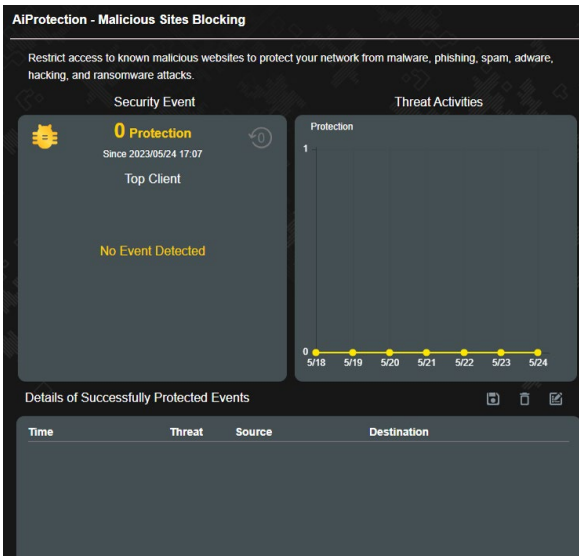 AiProtection - Malicious Sites Blocking
Restrict access to known malicious websites to protect your network from malware, phishing, spam, adware,
hacking, and ransomware attacks.
Security Event
0 Protection
Since 2023/05/24 17:07
Top Client
No Event Detected
Threat Activities
Protection
1
0
5/18 5/19 5/20 5/21 5/22 5/23 5/24
Details of Successfully Protected Events
Time Threat Source Destination